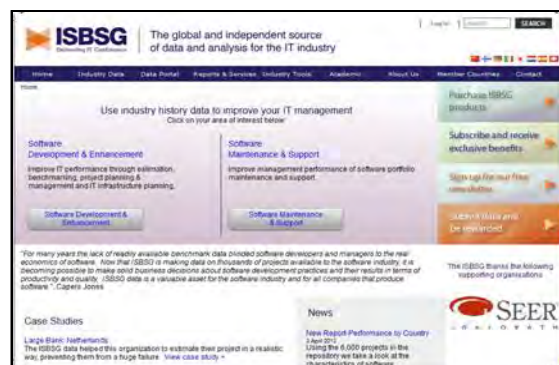 ISBSG
The global and independent source
of data and analysis for the IT industry
SEARCH
Home Industry Data Data Portal Reports & Services Industry Tools Academic About Us Member Countries Contact
Home
Use industry history data to improve your IT management
Click on your area of interest below
Software
Development & Enhancement
Improve IT performance through estimation,
benchmarking, project planning &
management and IT infrastructure planning.
Software Development &
Enhancement
Software
Maintenance & Support
Improve management performance of software portfolio
maintenance and support.
Software Maintenance
& Support
Purchase ISBSG
products
Subscribe and receive
exclusive benefits
Sign up for our free
newsletter
Submit data and
be rewarded
"For many years the lack of readily available benchmark data blinded software developers and managers to the real
economics of software. Now that ISBSG is making data on thousands of projects available to the software industry, it is
becoming possible to make solid business decisions about software development practices and their results in terms of
productivity and quality. ISBSG data is a valuable asset for the software industry and for all companies that produce
software.", Capers Jones.
The ISBSG thanks the following
supporting organisations
SEER
Case Studies
Large Bank: Netherlands
The ISBSG data helped this organization to estimate their project in a realistic
way, preventing them from a huge failure. View case study »
News
New Report-Performance by Country
2 April 2012
Using the 6,000 projects in the
repository we take a look at the
characteristics of software